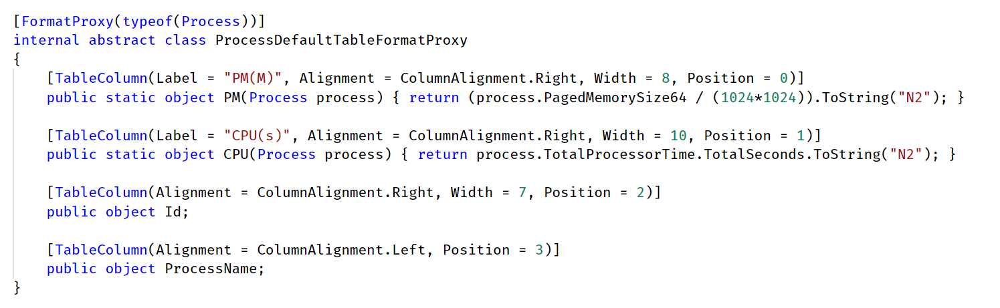 [FormatProxy(typeof(Process))]
internal abstract class ProcessDefaultTableFormatProxy
{
    [TableColumn(Label = "PM(M)", Alignment = ColumnAlignment.Right, Width = 8, Position = 0)]
    public static object PM(Process process) { return (process.PagedMemorySize64 / (1024*1024)).ToString("N2"); }

    [TableColumn(Label = "CPU(s)", Alignment = ColumnAlignment.Right, Width = 10, Position = 1)]
    public static object CPU(Process process) { return process.TotalProcessorTime.TotalSeconds.ToString("N2"); }

    [TableColumn(Alignment = ColumnAlignment.Right, Width = 7, Position = 2)]
    public object Id;

    [TableColumn(Alignment = ColumnAlignment.Left, Position = 3)]
    public object ProcessName;
}